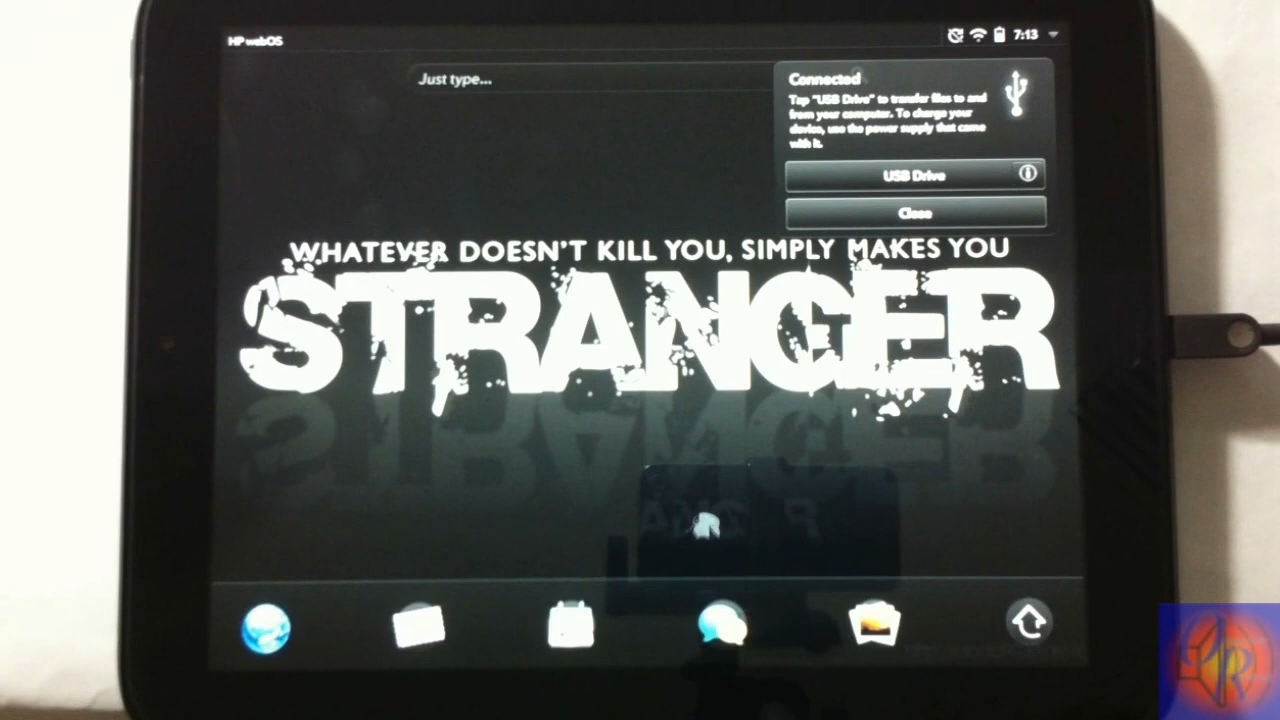 HP webOS
7:13
Just type...
Connected
Tap "USB Drive" to transfer files to and
from your computer. To charge your
device, use the power supply that came
with it.
USB Drive
Close
WHATEVER DOESN'T KILL YOU, SIMPLY MAKES YOU
STRANGER